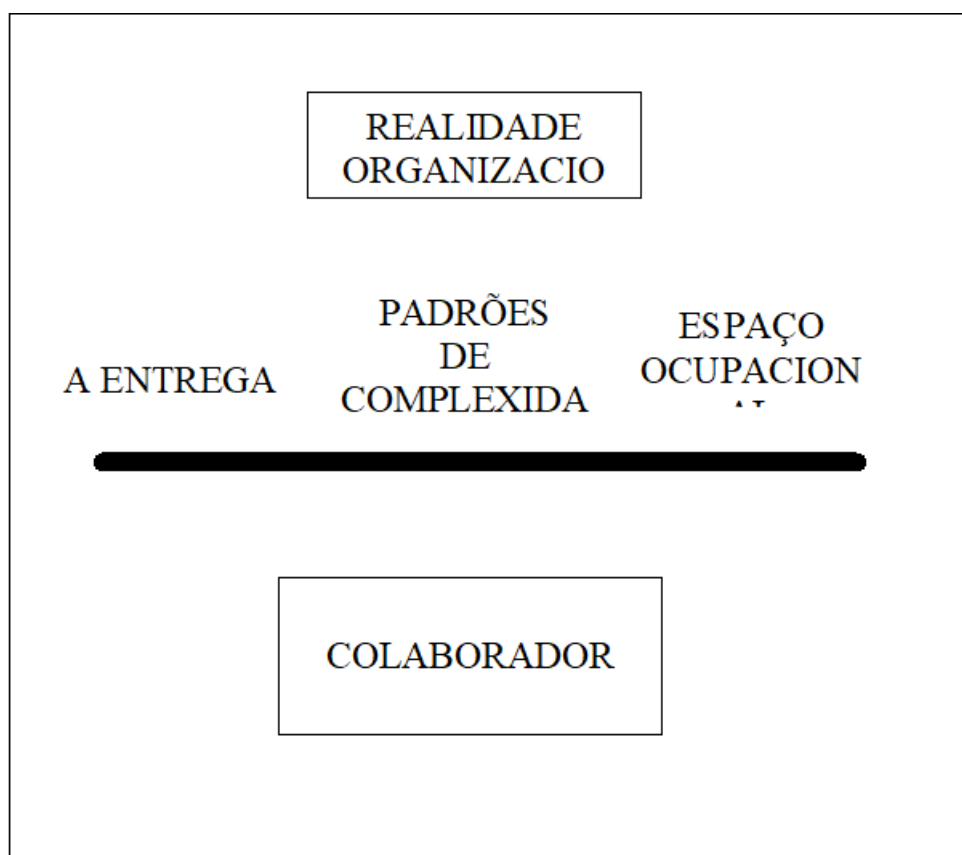 REALIDADE
ORGANIZACIO
PADRÕES
DE
COMPLEXIDA
A ENTREGA
ESPAÇO
OCUPACION
COLABORADOR